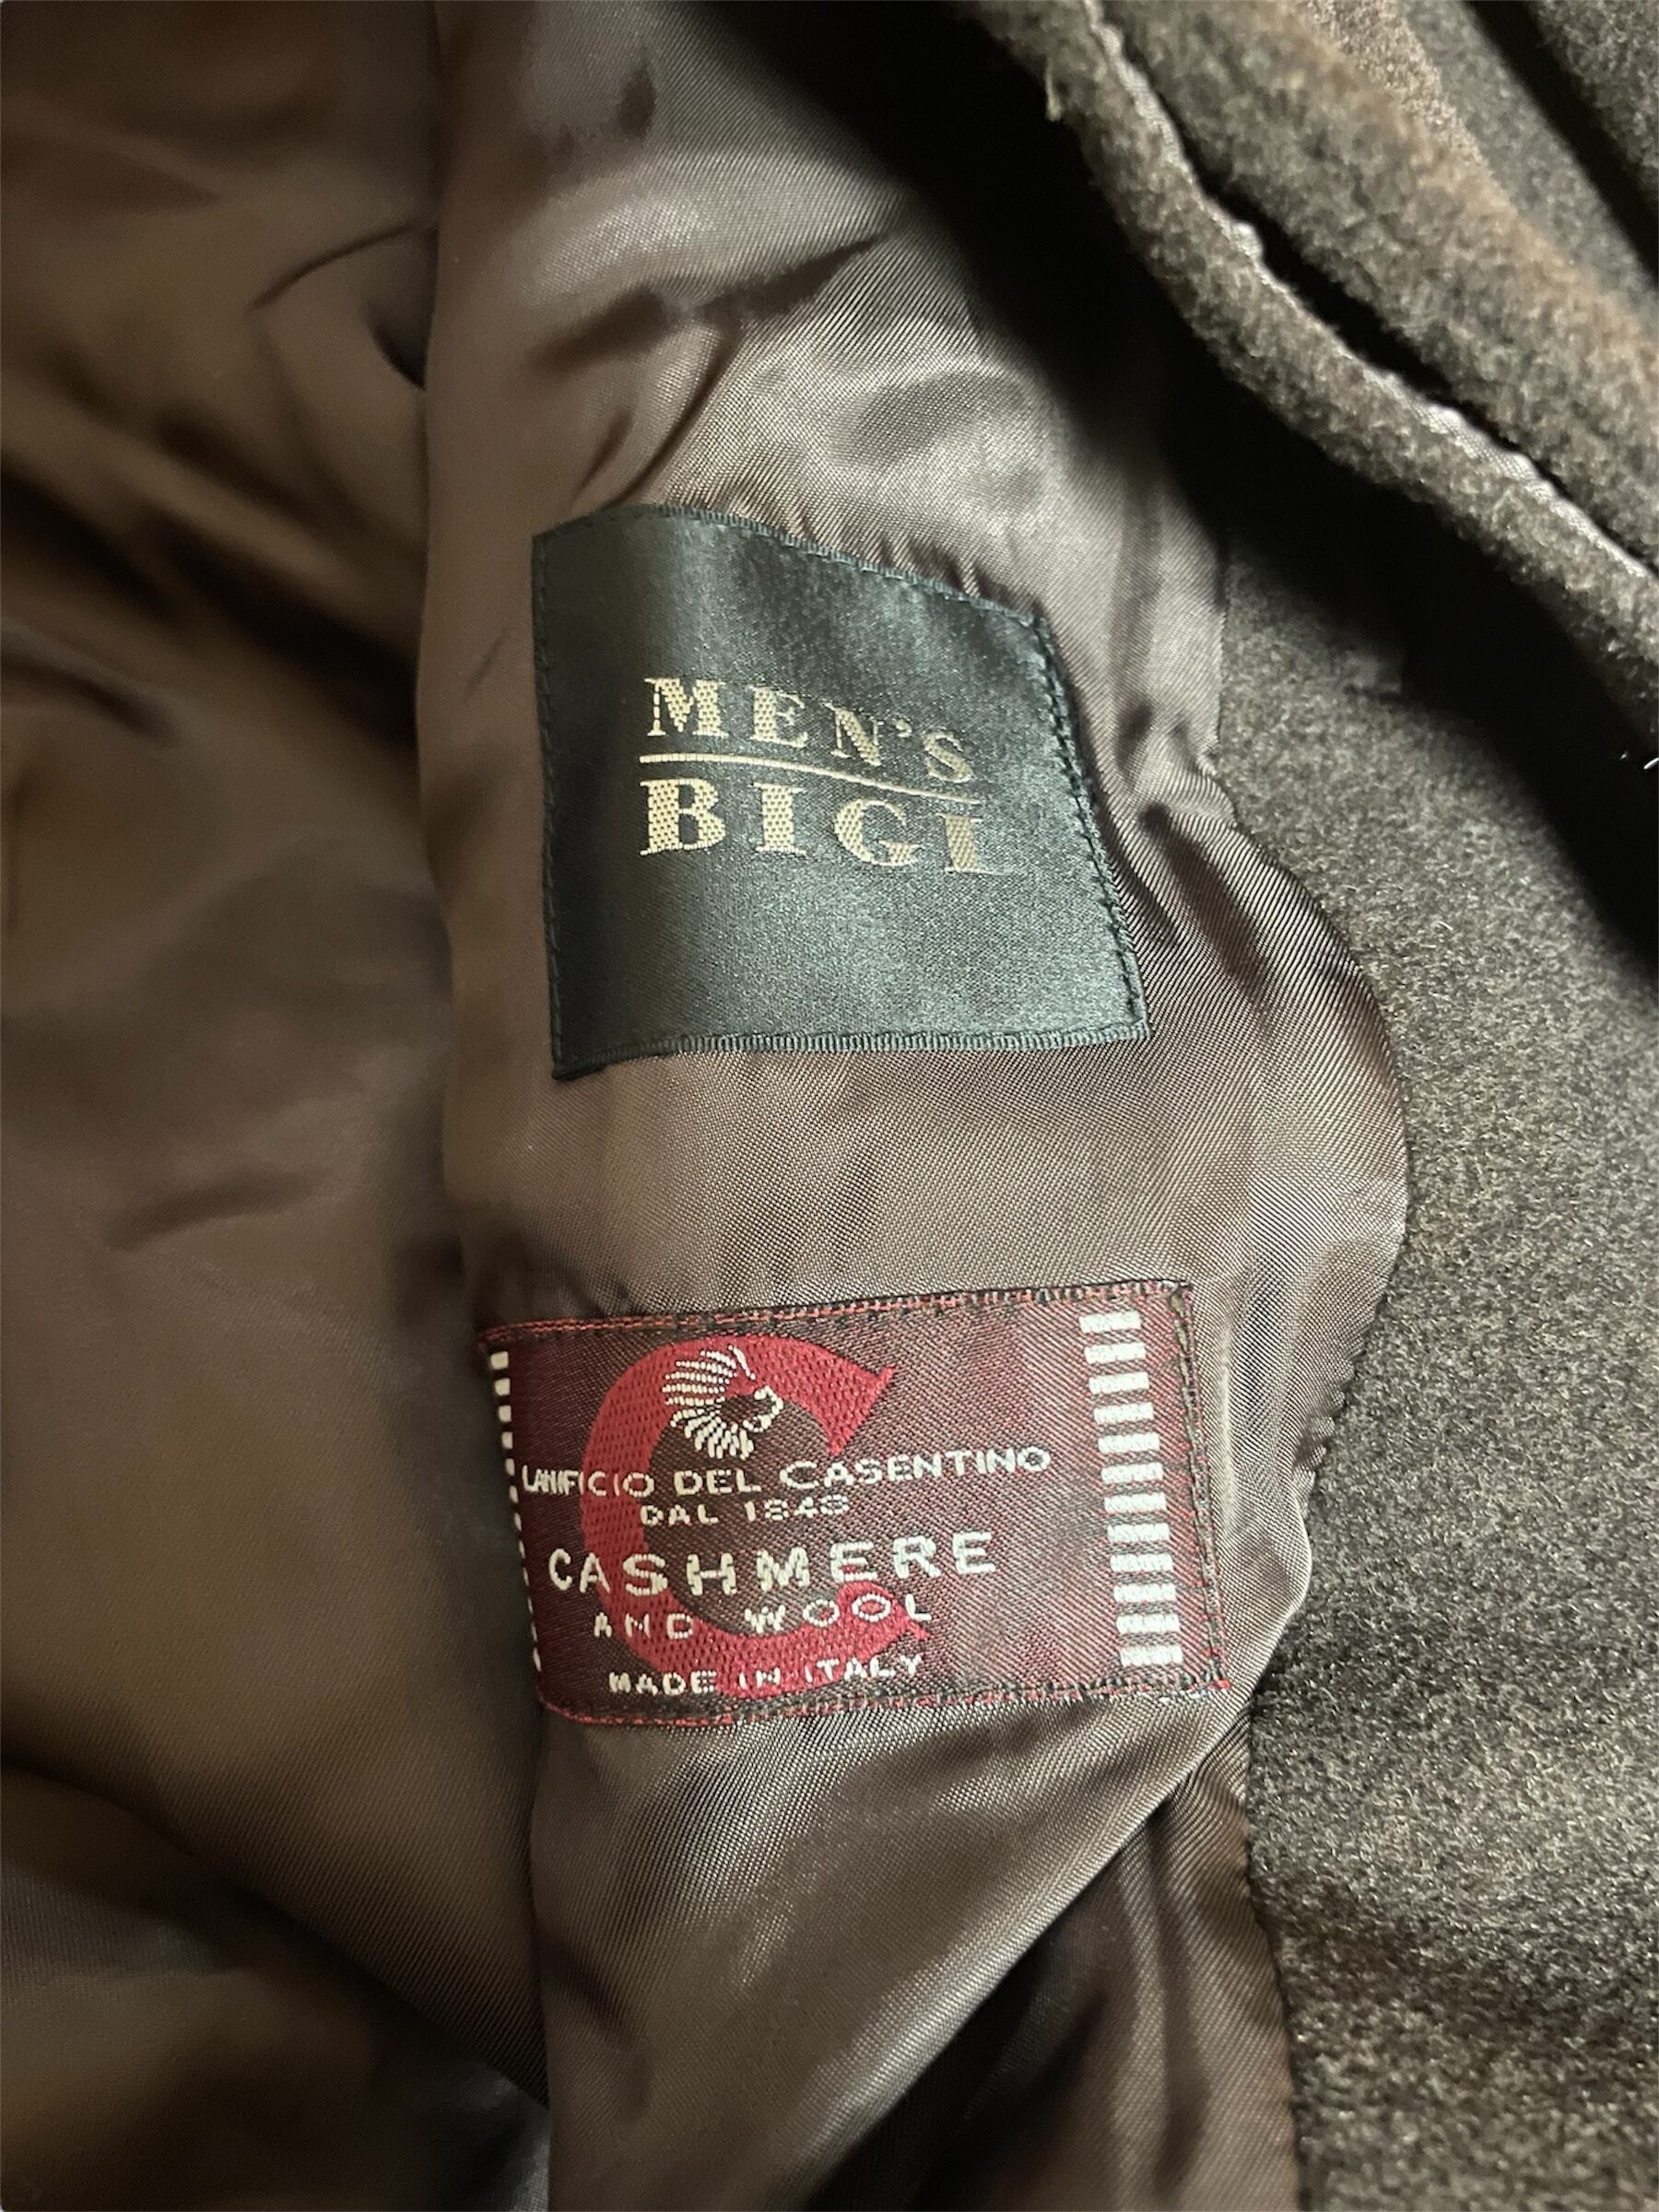 MEN'S
BIGI
LANIFICIO DEL CASENTINO
DAL 1848
CASHMERE
AND WOOL
MADE IN ITALY